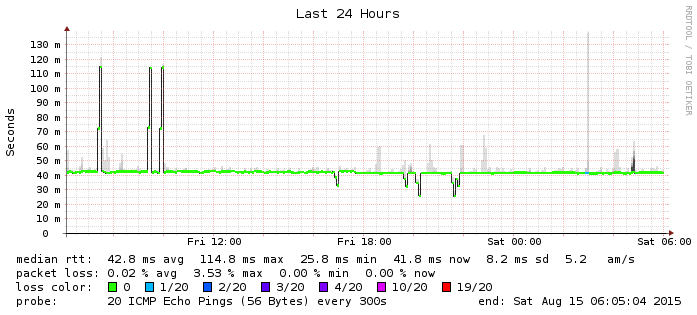 Last 24 Hours
RRDTOOL / TOBI OETIKER
Seconds
130 m
120 m
110 m
100 m
90 m
80 m
70 m
60 m
50 m
40 m
30 m
20 m
10 m
0
Fri 12:00 Fri 18:00 Sat 00:00 Sat 06:00
median rtt: 42.8 ms avg 114.8 ms max 25.8 ms min 41.8 ms now 8.2 ms sd 5.2 am/s
packet loss: 0.02 % avg 3.53 % max 0.00 % min 0.00 % now
loss color: 0 1/20 2/20 3/20 4/20 10/20 19/20
probe: 20 ICMP Echo Pings (56 Bytes) every 300s end: Sat Aug 15 06:05:04 2015